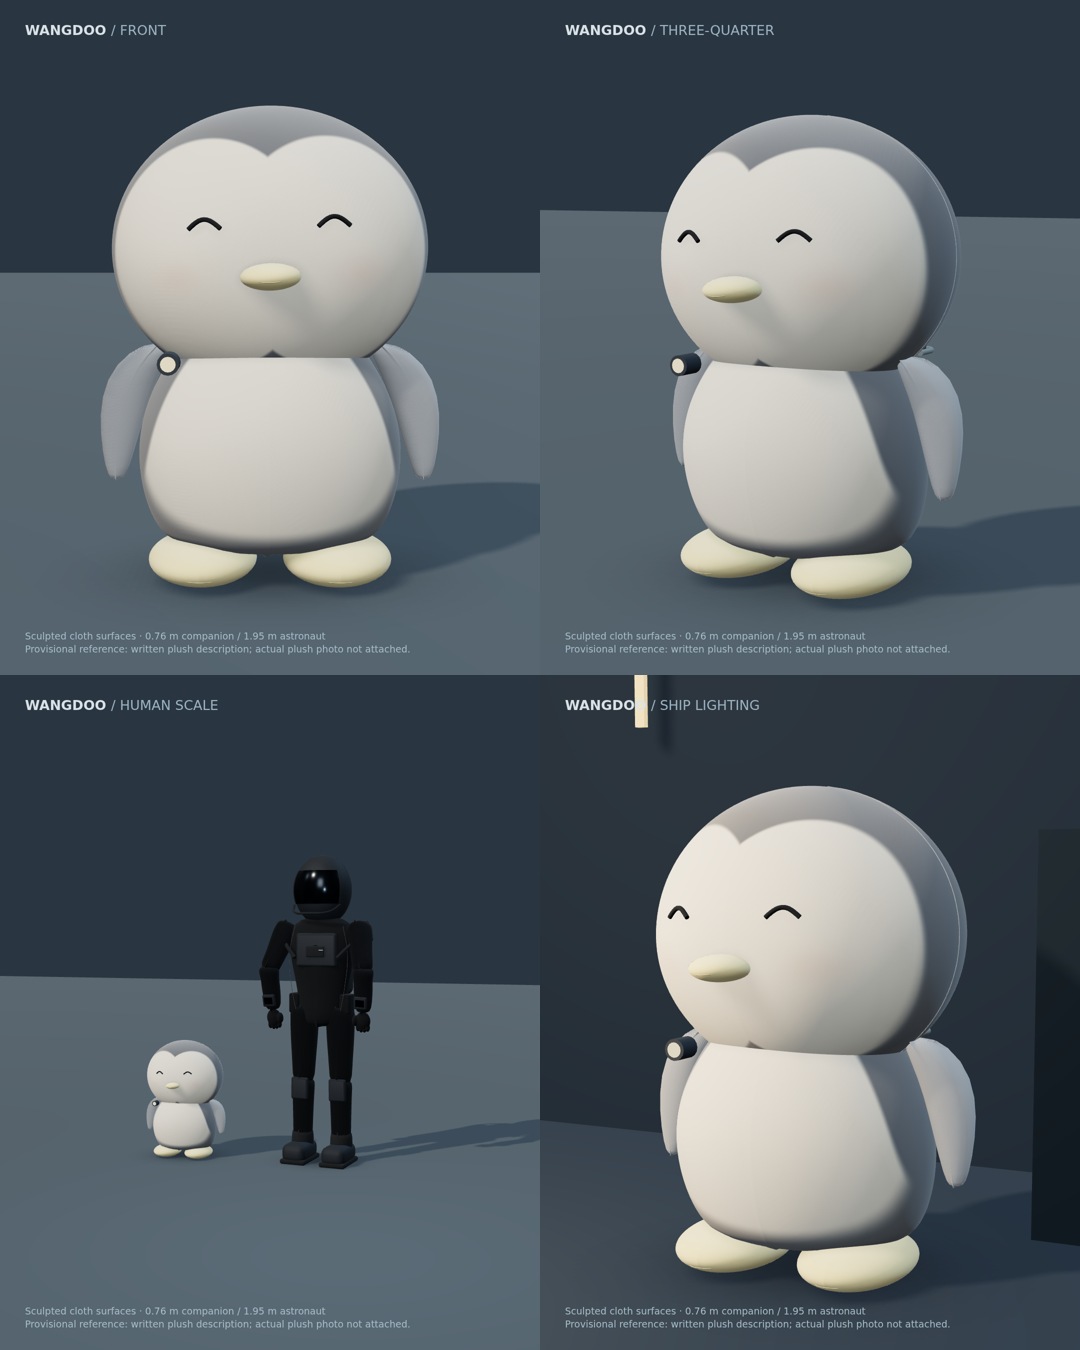 WANGDOO / FRONT
WANGDOO / THREE-QUARTER
Sculpted cloth surfaces · 0.76 m companion / 1.95 m astronaut
Provisional reference: written plush description; actual plush photo not attached.
Sculpted cloth surfaces · 0.76 m companion / 1.95 m astronaut
Provisional reference: written plush description; actual plush photo not attached.
WANGDOO / HUMAN SCALE
WANGDOO / SHIP LIGHTING
Sculpted cloth surfaces · 0.76 m companion / 1.95 m astronaut
Provisional reference: written plush description; actual plush photo not attached.
Sculpted cloth surfaces · 0.76 m companion / 1.95 m astronaut
Provisional reference: written plush description; actual plush photo not attached.